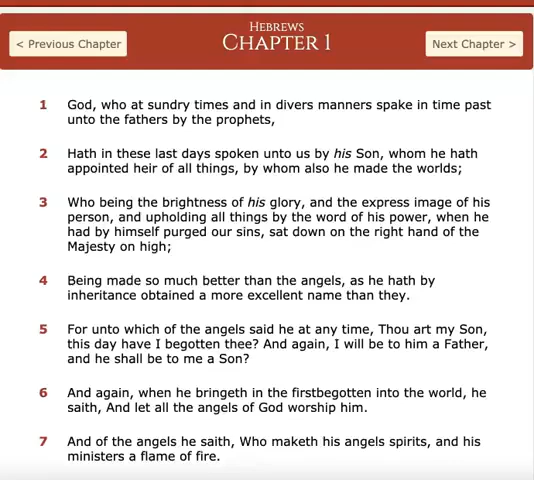 HEBREWS
CHAPTER 1
< Previous Chapter
Next Chapter >
1 God, who at sundry times and in divers manners spake in time past
unto the fathers by the prophets,
2 Hath in these last days spoken unto us by his Son, whom he hath
appointed heir of all things, by whom also he made the worlds;
3 Who being the brightness of his glory, and the express image of his
person, and upholding all things by the word of his power, when he
had by himself purged our sins, sat down on the right hand of the
Majesty on high;
4 Being made so much better than the angels, as he hath by
inheritance obtained a more excellent name than they.
5 For unto which of the angels said he at any time, Thou art my Son,
this day have I begotten thee? And again, I will be to him a Father,
and he shall be to me a Son?
6 And again, when he bringeth in the firstbegotten into the world, he
saith, And let all the angels of God worship him.
7 And of the angels he saith, Who maketh his angels spirits, and his
ministers a flame of fire.